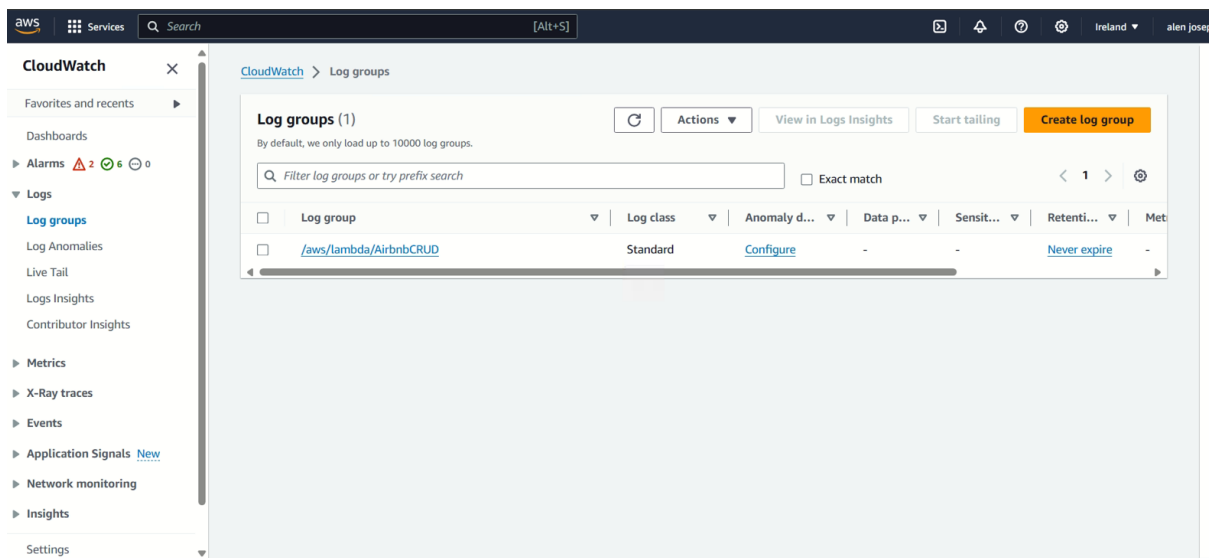 aws Services Search [Alt+S] Ireland alen josep
CloudWatch
Favorites and recents
Dashboards
Alarms 2 6 0
Logs
Log groups
Log Anomalies
Live Tail
Logs Insights
Contributor Insights
Metrics
X-Ray traces
Events
Application Signals New
Network monitoring
Insights
Settings
CloudWatch > Log groups
Log groups (1) Actions View in Logs Insights Start tailing Create log group
By default, we only load up to 10000 log groups.
Filter log groups or try prefix search Exact match < 1 >
Log group Log class Anomaly d... Data p... Sensit... Retenti... Met
/aws/lambda/AirbnbCRUD Standard Configure - - Never expire -